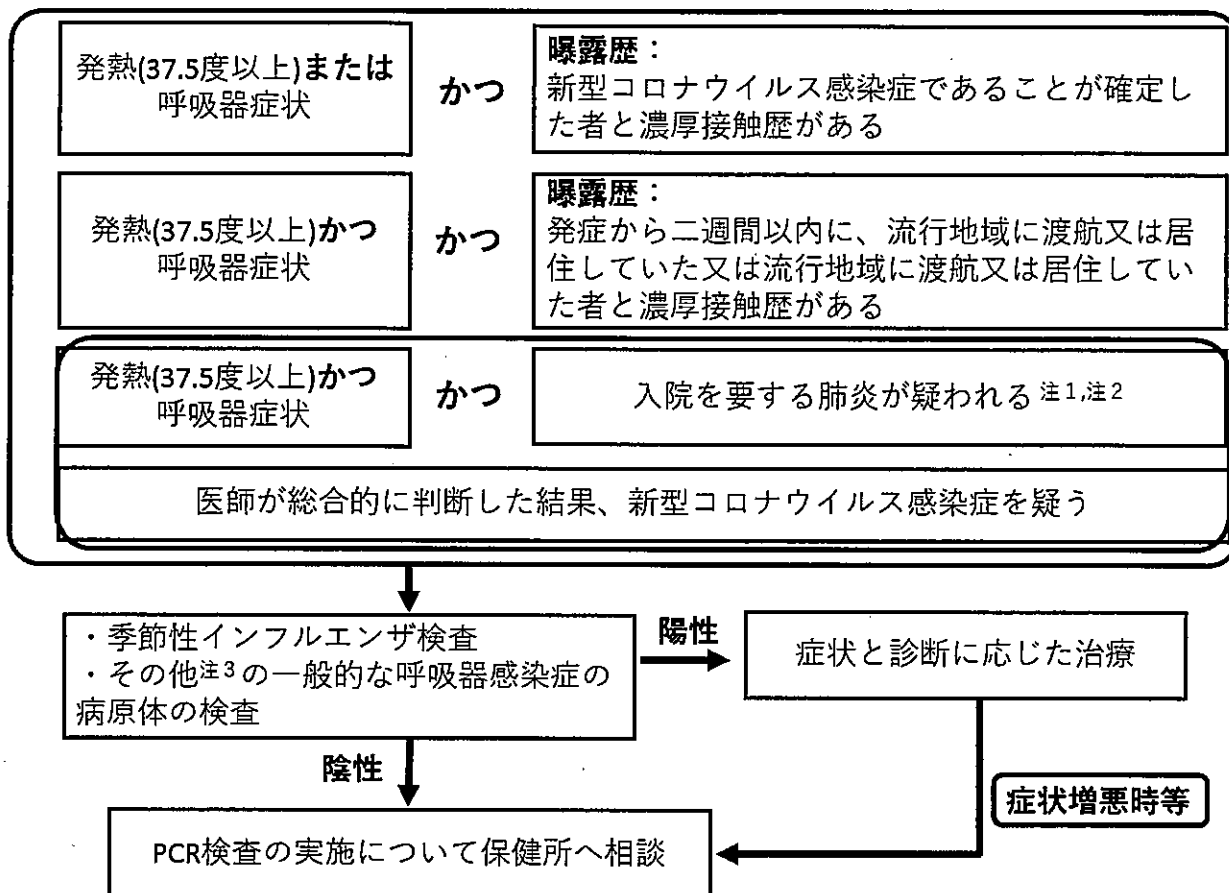 発熱(37.5度以上)または
呼吸器症状
かつ
曝露歴：
新型コロナウイルス感染症であることが確定し
た者と濃厚接触歴がある
発熱(37.5度以上)かつ
呼吸器症状
かつ
曝露歴：
発症から二週間以内に、流行地域に渡航又は居
住していた又は流行地域に渡航又は居住してい
た者と濃厚接触歴がある
発熱(37.5度以上)かつ
呼吸器症状
かつ
入院を要する肺炎が疑われる 注1,注2
医師が総合的に判断した結果、新型コロナウイルス感染症を疑う
・季節性インフルエンザ検査
・その他注3の一般的な呼吸器感染症の
病原体の検査
陽性
症状と診断に応じた治療
陰性
症状増悪時等
PCR検査の実施について保健所へ相談